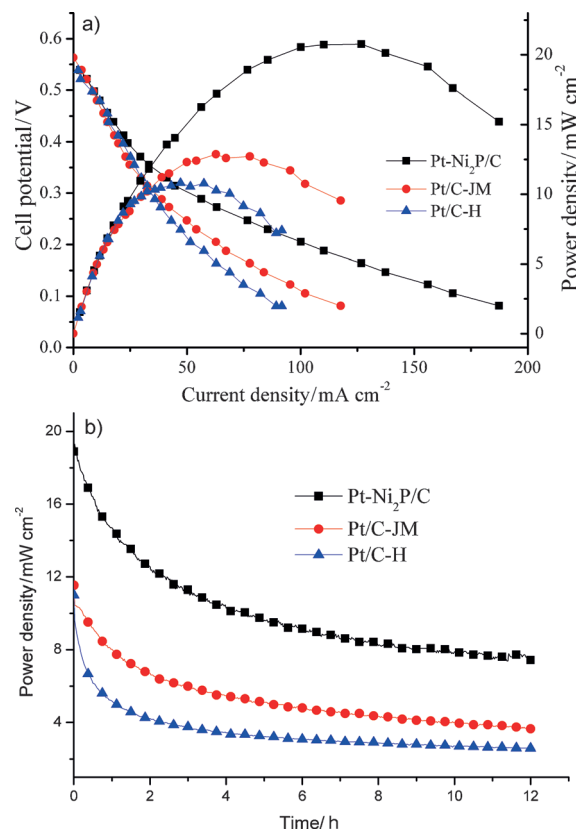 a)
0.6
0.5
0.4
0.3
0.2
0.1
0.0
Cell potential/V
20
15
10
5
0
Power density/mW cm-2
Pt-Ni2P/C
Pt/C-JM
Pt/C-H
0 50 100 150 200
Current density/mA cm-2
b)
20
16
12
8
4
Power density/mW cm-2
Pt-Ni2P/C
Pt/C-JM
Pt/C-H
0 2 4 6 8 10 12
Time/ h